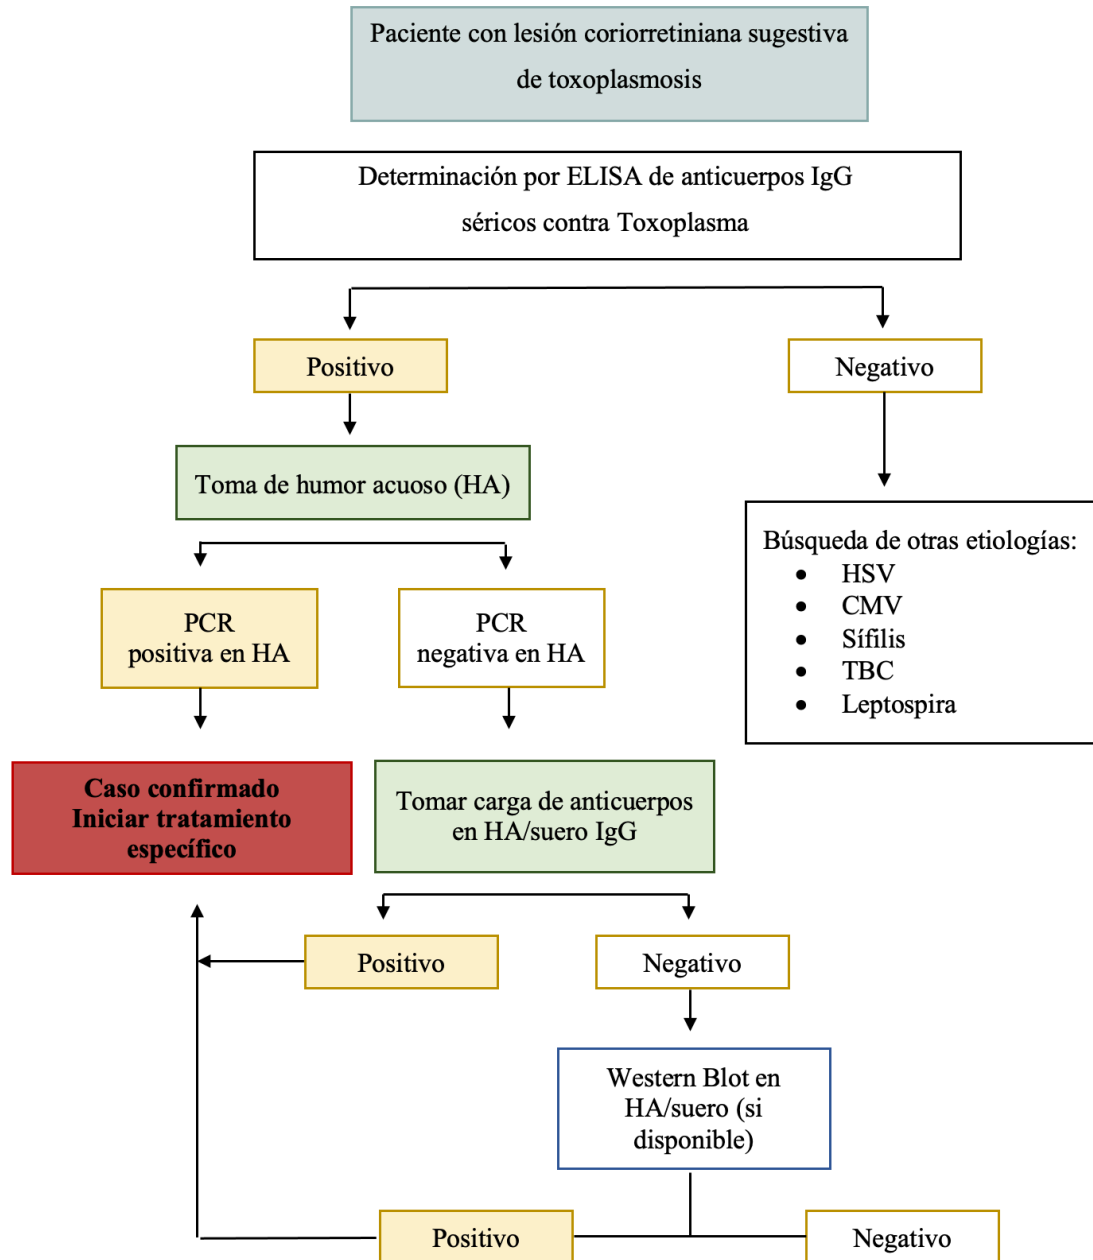 Paciente con lesión coriorretiniana sugestiva
de toxoplasmosis
Determinación por ELISA de anticuerpos IgG
séricos contra Toxoplasma
Positivo
Negativo
Toma de humor acuoso (HA)
Búsqueda de otras etiologías:
• HSV
• CMV
• Sífilis
• TBC
• Leptospira
PCR
positiva en HA
PCR
negativa en HA
Caso confirmado
Iniciar tratamiento
específico
Tomar carga de anticuerpos
en HA/suero IgG
Positivo
Negativo
Western Blot en
HA/suero (si
disponible)
Positivo
Negativo